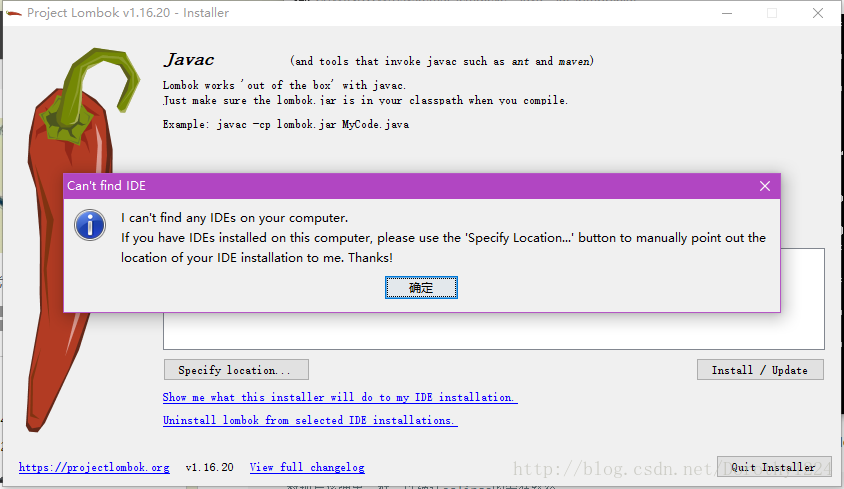 Project Lombok v1.16.20 - Installer
Javac (and tools that invoke javac such as ant and maven)
Lombok works 'out of the box' with javac.
Just make sure the lombok.jar is in your classpath when you compile.
Example: javac -cp lombok.jar MyCode.java
Can't find IDE
I can't find any IDEs on your computer.
If you have IDEs installed on this computer, please use the 'Specify Location...' button to manually point out the
location of your IDE installation to me. Thanks!
确定
Specify location...
Install / Update
Show me what this installer will do to my IDE installation.
Uninstall lombok from selected IDE installations.
https://projectlombok.org v1.16.20 View full changelog
http://blog.csdn.net/
Quit Installer